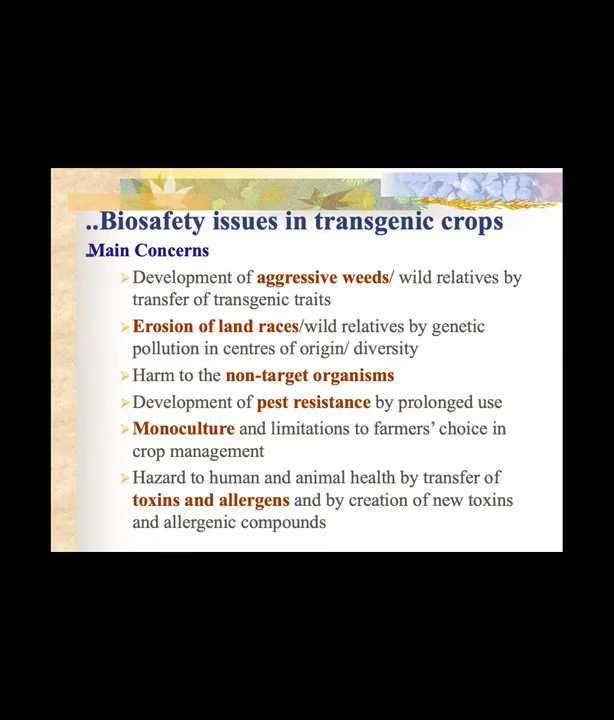 ..Biosafety issues in transgenic crops
Main Concerns
Development of aggressive weeds/ wild relatives by
transfer of transgenic traits
Erosion of land races/wild relatives by genetic
pollution in centres of origin/ diversity
Harm to the non-target organisms
Development of pest resistance by prolonged use
Monoculture and limitations to farmers’ choice in
crop management
Hazard to human and animal health by transfer of
toxins and allergens and by creation of new toxins
and allergenic compounds